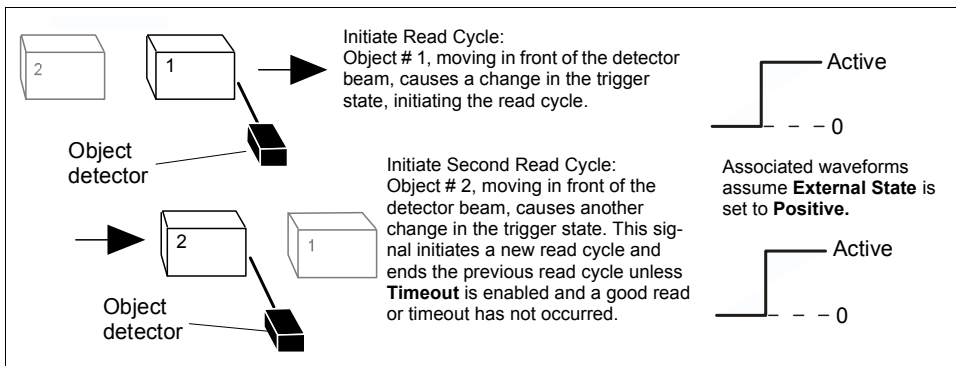 2
1
Initiate Read Cycle:
Object # 1, moving in front of the detector
beam, causes a change in the trigger
state, initiating the read cycle.
Active
0
Object
detector
Initiate Second Read Cycle:
Object # 2, moving in front of the
detector beam, causes another
change in the trigger state. This sig-
nal initiates a new read cycle and
ends the previous read cycle unless
Timeout is enabled and a good read
or timeout has not occurred.
Associated waveforms
assume External State is
set to Positive.
2
1
Object
detector
Active
0